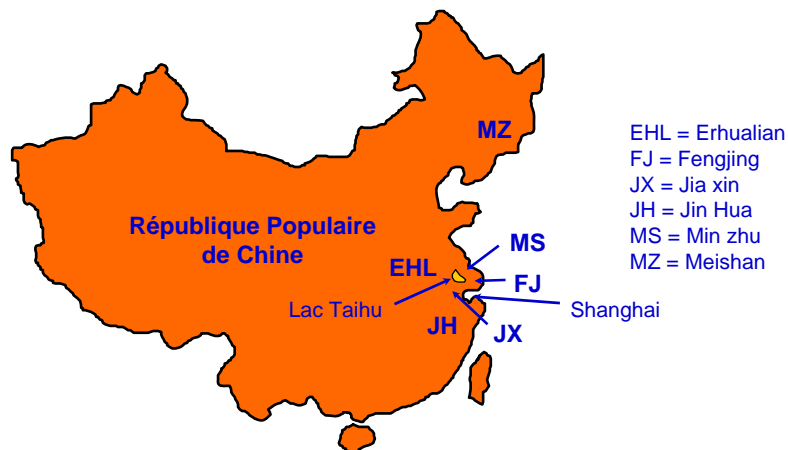 MZ
République Populaire
de Chine
MS
EHL
FJ
Lac Taihu
Shanghai
JH
JX
EHL = Erhualian
FJ = Fengjing
JX = Jia xin
JH = Jin Hua
MS = Min zhu
MZ = Meishan